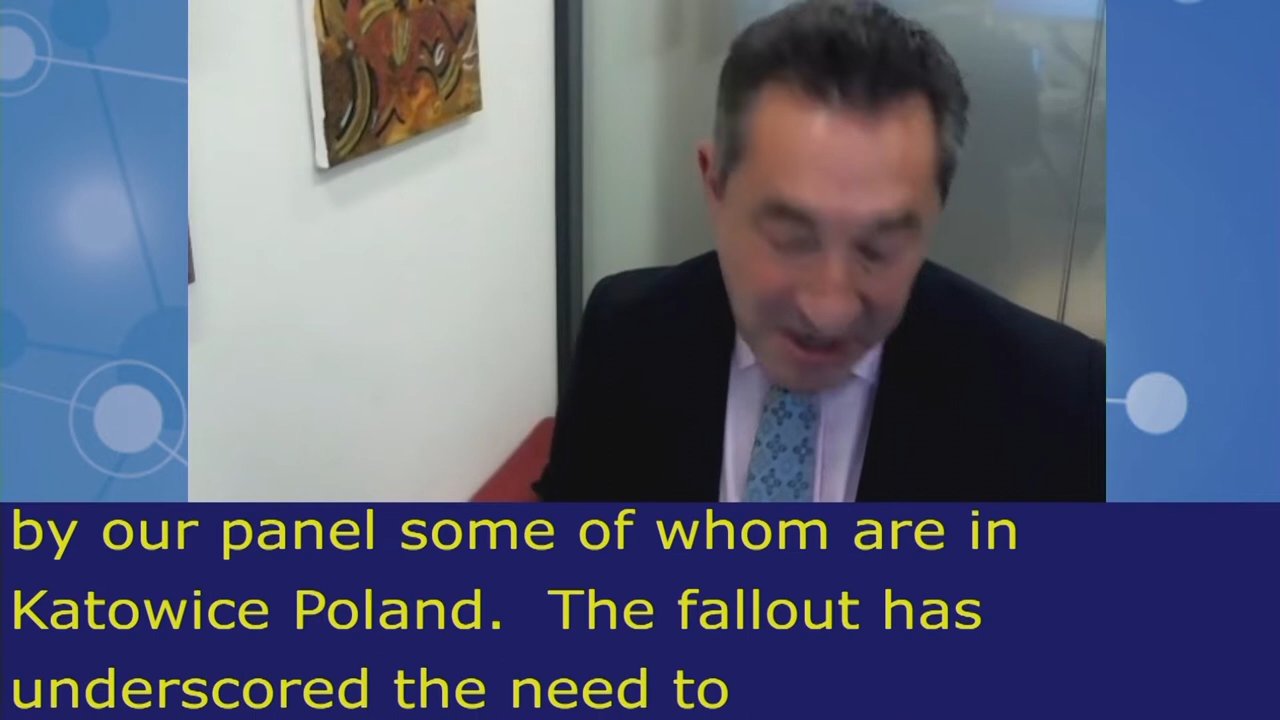 by our panel some of whom are in
Katowice Poland.  The fallout has
underscored the need to